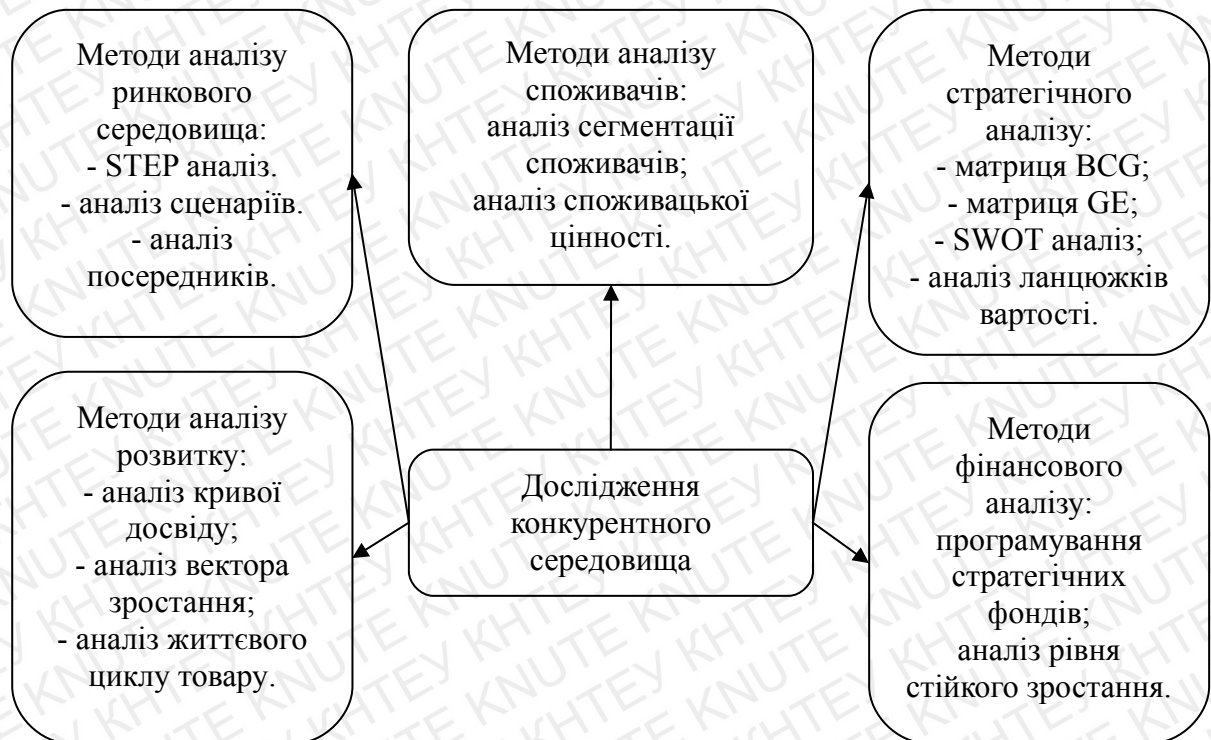 Методи аналізу
ринкового
середовища:
- STEP аналіз.
- аналіз сценаріїв.
- аналіз
посередників.
Методи аналізу
споживачів:
аналіз сегментації
споживачів;
аналіз споживацької
цінності.
Методи
стратегічного
аналізу:
- матриця BCG;
- матриця GE;
- SWOT аналіз;
- аналіз ланцюжків
вартості.
Методи аналізу
розвитку:
- аналіз кривої
досвіду;
- аналіз вектора
зростання;
- аналіз життєвого
циклу товару.
Дослідження
конкурентного
середовища
Методи
фінансового
аналізу:
програмування
стратегічних
фондів;
аналіз рівня
стійкого зростання.